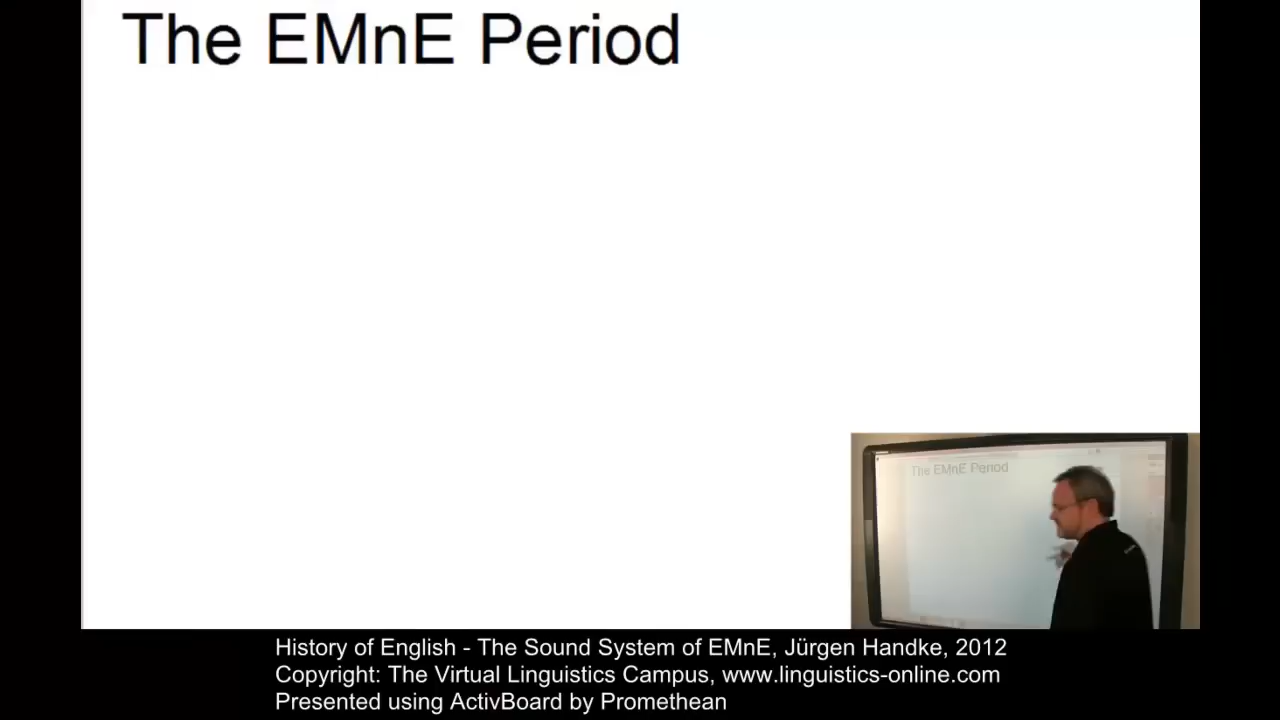 The EMnE Period
The EMnE Period
History of English - The Sound System of EMnE, Jürgen Handke, 2012
Copyright: The Virtual Linguistics Campus, www.linguistics-online.com
Presented using ActivBoard by Promethean